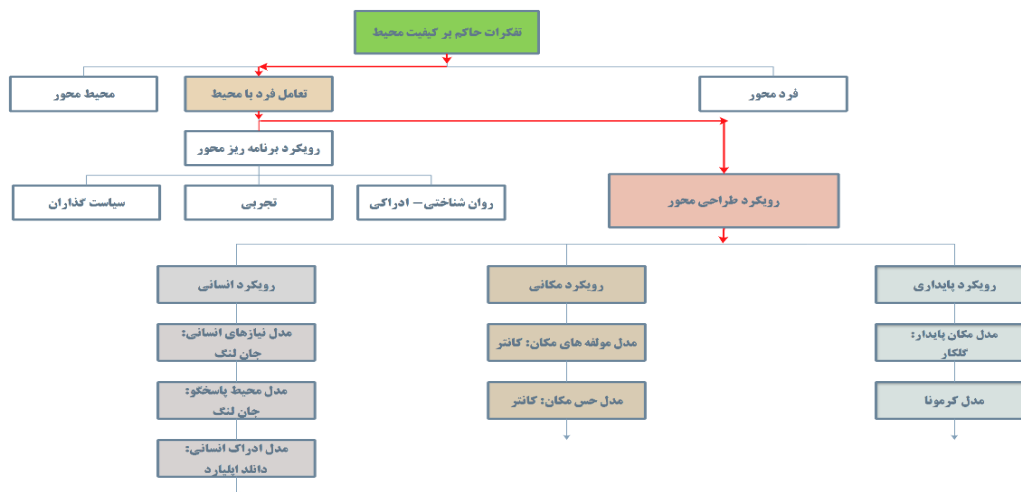 تفکرات حاکم بر کیفیت محیط
فرد محور
تعامل فرد با محیط
محیط محور
رویکرد برنامه ریز محور
روان شناختی- ادراکی
تجربی
سیاست گذاران
رویکرد طراحی محور
رویکرد پایداری
رویکرد مکانی
رویکرد انسانی
مدل مکان پایدار:
گلکار
مدل مولفه های مکان: کانتر
مدل نیازهای انسانی:
جان لنگ
مدل کرمونا
مدل حس مکان: کانتر
مدل محیط پاسخگو:
جان لنگ
مدل ادراک انسانی:
دانلد اپلیارد